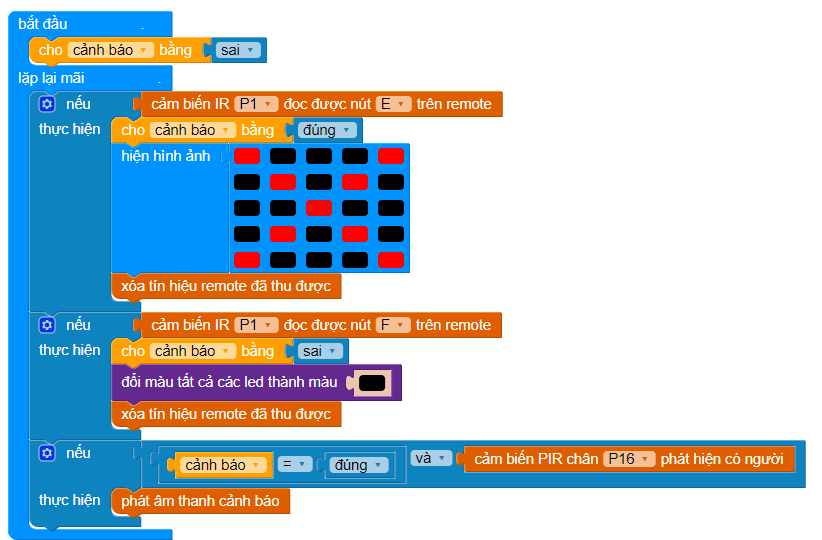 bắt đầu .
cho cảnh báo bằng sai
lặp lại mãi .
nếu cảm biến IR P1 đọc được nút E trên remote
thực hiện cho cảnh báo bằng đúng
hiện hình ảnh
xóa tín hiệu remote đã thu được
nếu cảm biến IR P1 đọc được nút F trên remote
thực hiện cho cảnh báo bằng sai
đổi màu tất cả các led thành màu
xóa tín hiệu remote đã thu được
nếu cảnh báo = đúng và cảm biến PIR chân P16 phát hiện có người
thực hiện phát âm thanh cảnh báo